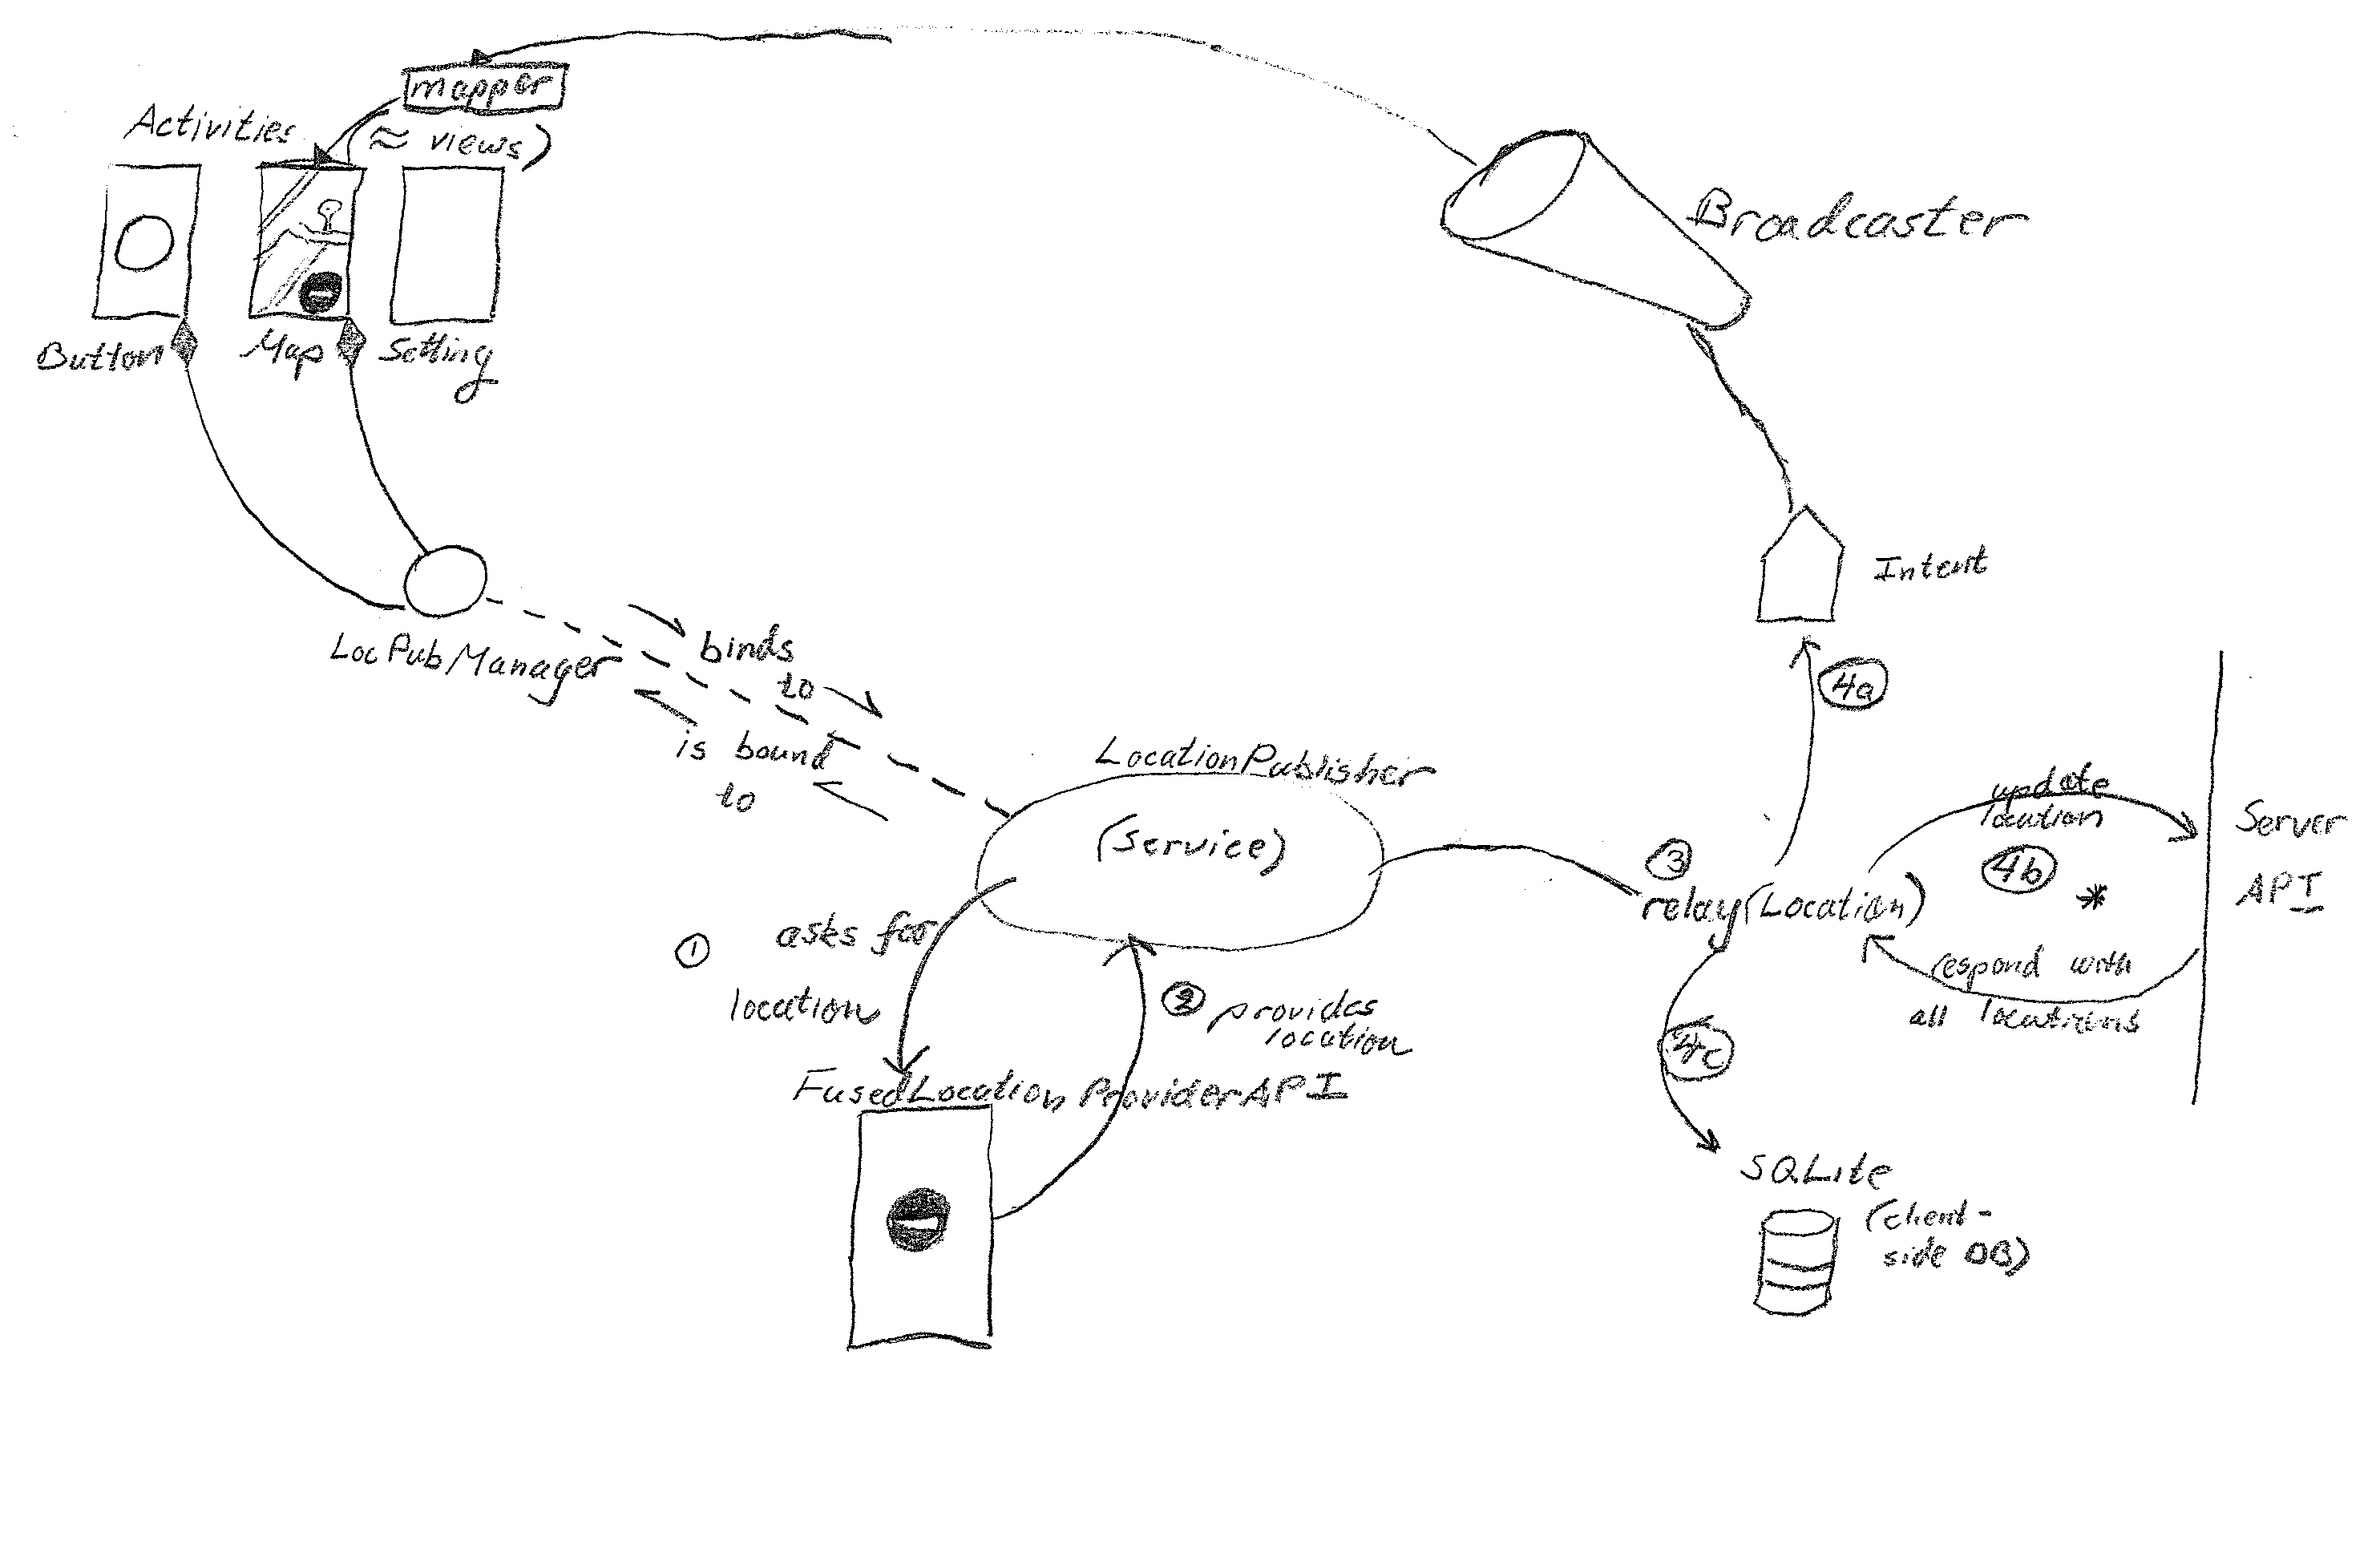 mapper
Activities
(≈ views)
Button
Map
Setting
Broadcaster
Intent
LocPubManager
binds
to
is bound
to
LocationPublisher
(Service)
4a
update
location
4b
*
Server
API
3
relay(Location)
respond with
all locations
1
asks for
location
2
provides
location
FusedLocationProviderAPI
4c
SQLite
(client-
side DB)